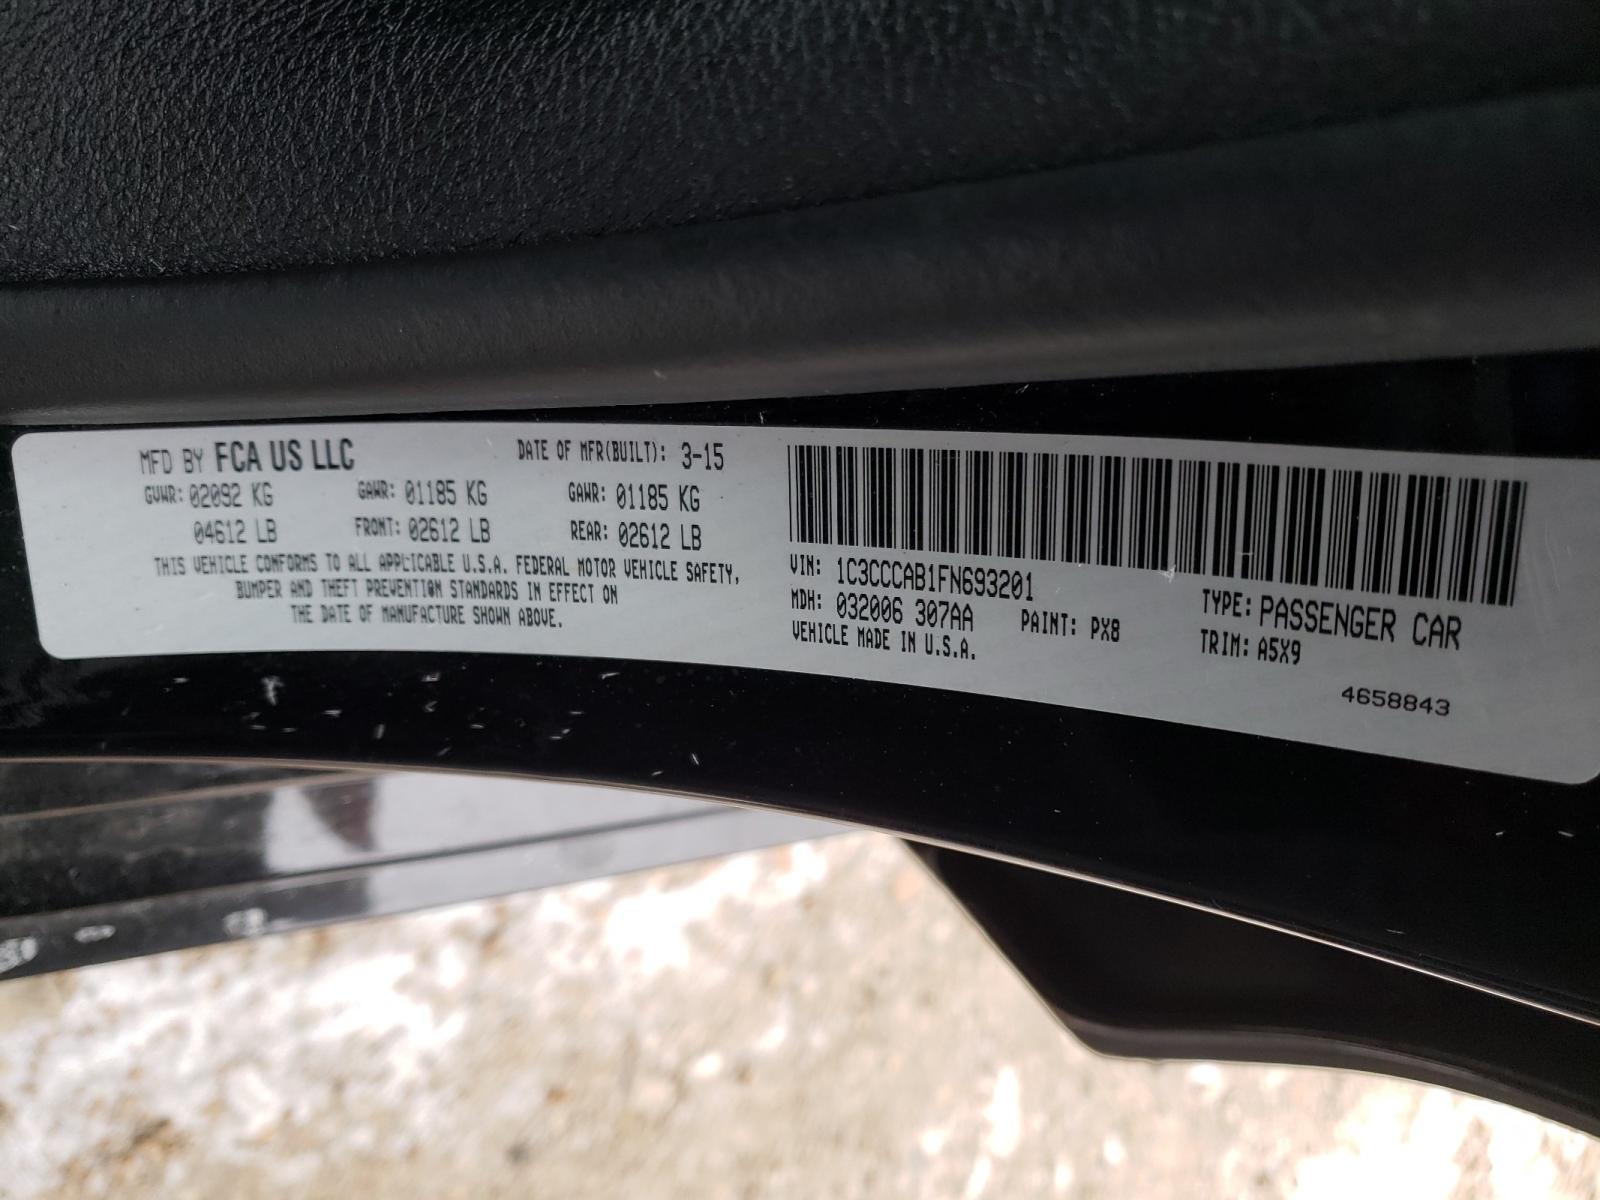 MFD BY FCA US LLC DATE OF MFR(BUILT): 3-15
GVWR: 02092 KG GAWR: 01185 KG GAWR: 01185 KG
04612 LB FRONT: 02612 LB REAR: 02612 LB
THIS VEHICLE CONFORMS TO ALL APPLICABLE U.S.A. FEDERAL MOTOR VEHICLE SAFETY,
BUMPER AND THEFT PREVENTION STANDARDS IN EFFECT ON
THE DATE OF MANUFACTURE SHOWN ABOVE.
VIN: 1C3CCCAB1FN693201 TYPE: PASSENGER CAR
MDH: 032006 307AA PAINT: PX8 TRIM: A5X9
VEHICLE MADE IN U.S.A.
4658843